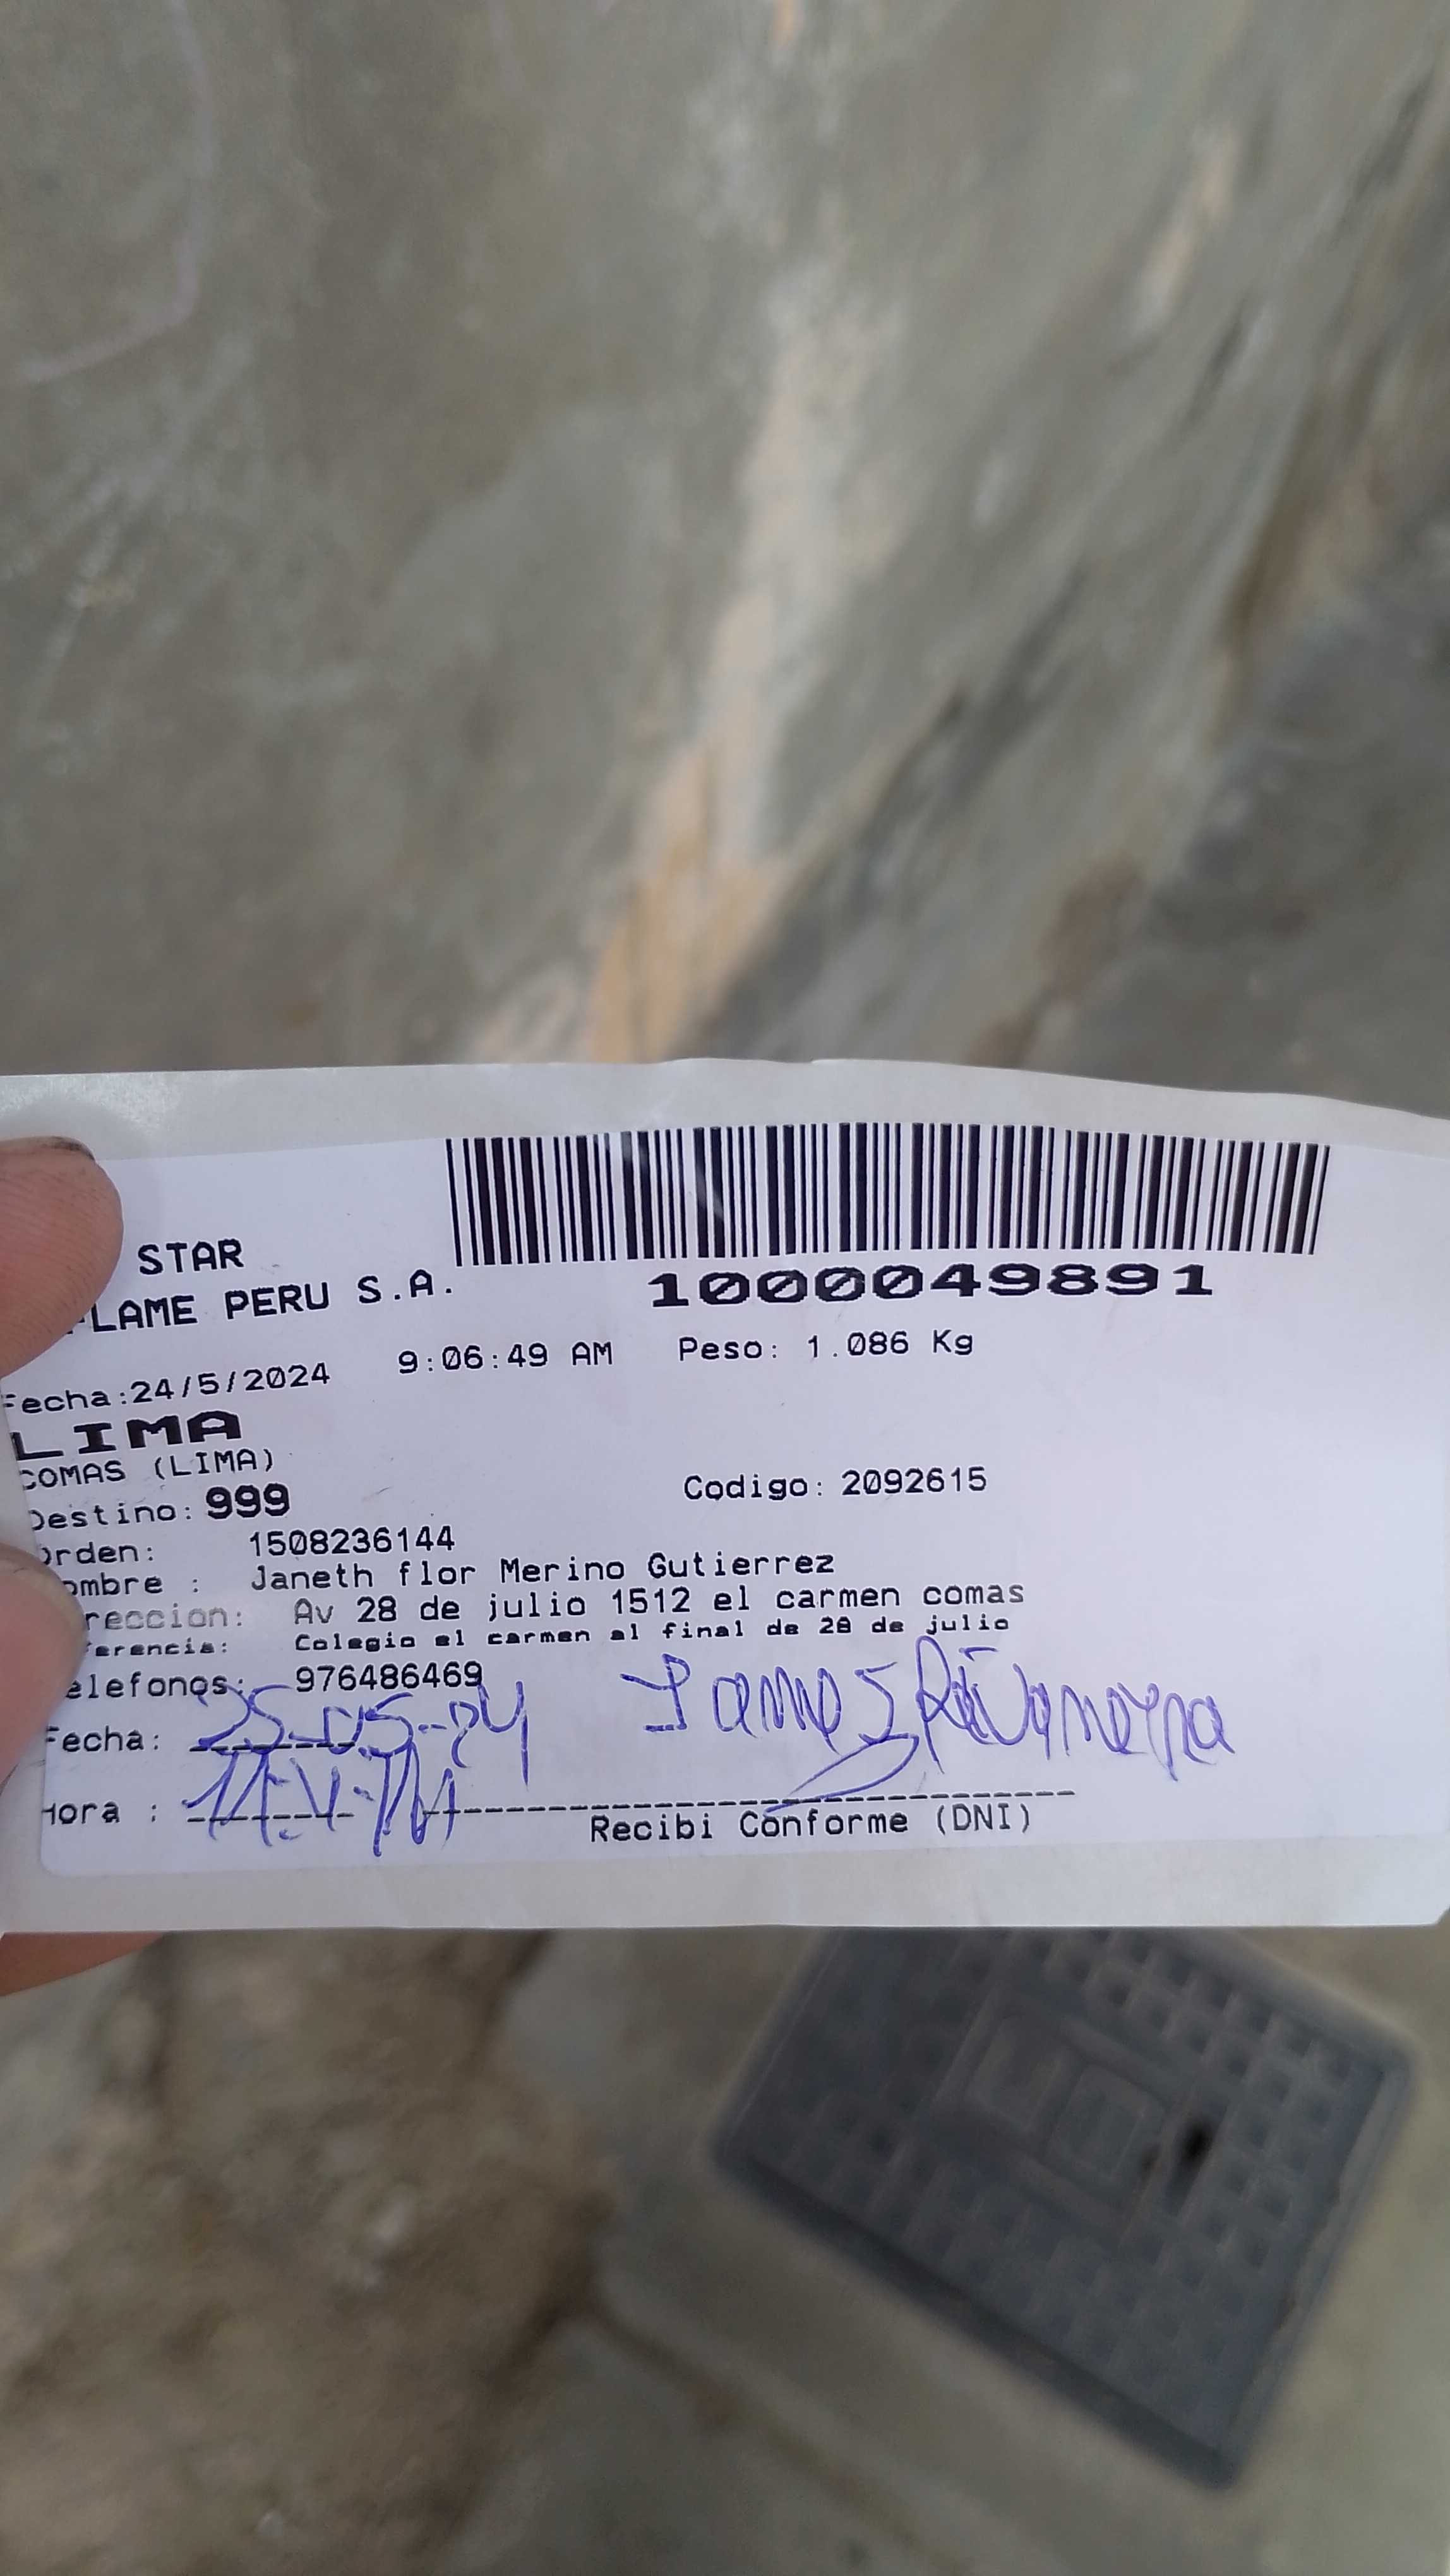 STAR
LAME PERU S.A.
1000049891
Fecha:24/5/2024 9:06:49 AM Peso: 1.086 Kg
LIMA
COMAS (LIMA)
Destino: 999 Codigo: 2092615
Orden: 1508236144
ombre : Janeth flor Merino Gutierrez
reccion: Av 28 de julio 1512 el carmen comas
ferencia: Colegio el carmen al final de 28 de julio
elefonos: 976486469
Fecha: 25-05-24
Hora :
Recibi Conforme (DNI)